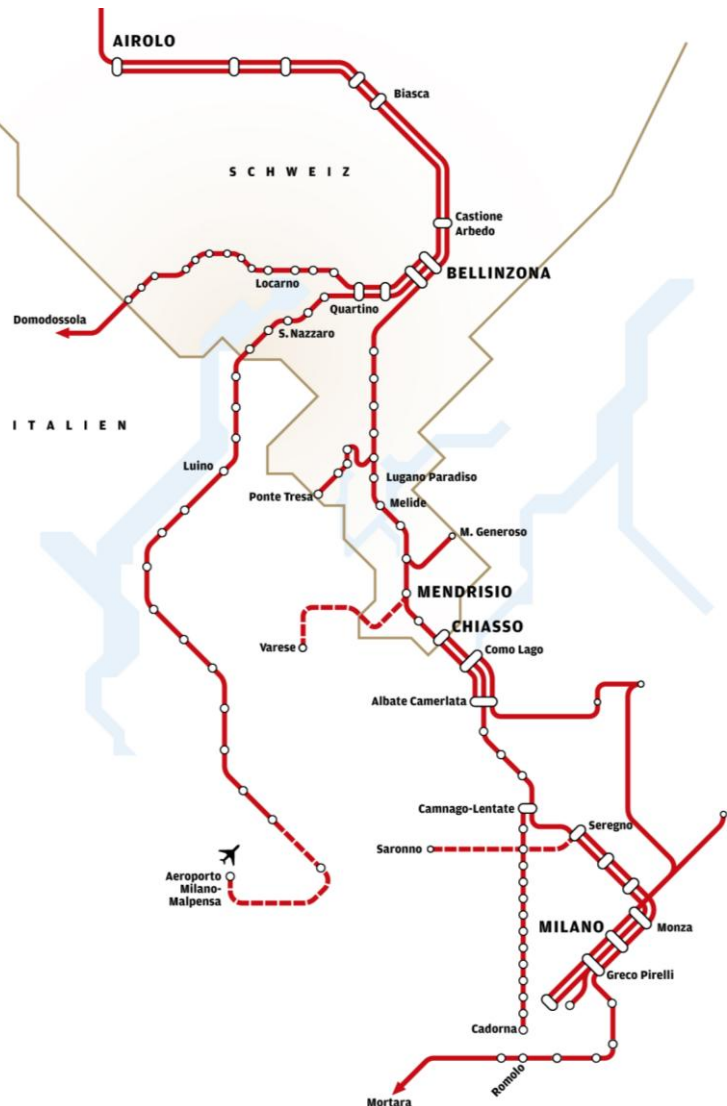 AIROLO
Biasca
SCHWEIZ
Castione
Arbedo
BELLINZONA
Locarno
Quartino
Domodossola
S. Nazzaro
ITALIEN
Luino
Lugano Paradiso
Ponte Tresa
Melide
M. Generoso
MENDRISIO
CHIASSO
Varese
Como Lago
Albate Camerlata
Camnago-Lentate
Seregno
Saronno
Aeroporto
Milano-
Malpensa
MILANO
Monza
Greco Pirelli
Cadorna
Romolo
Mortara